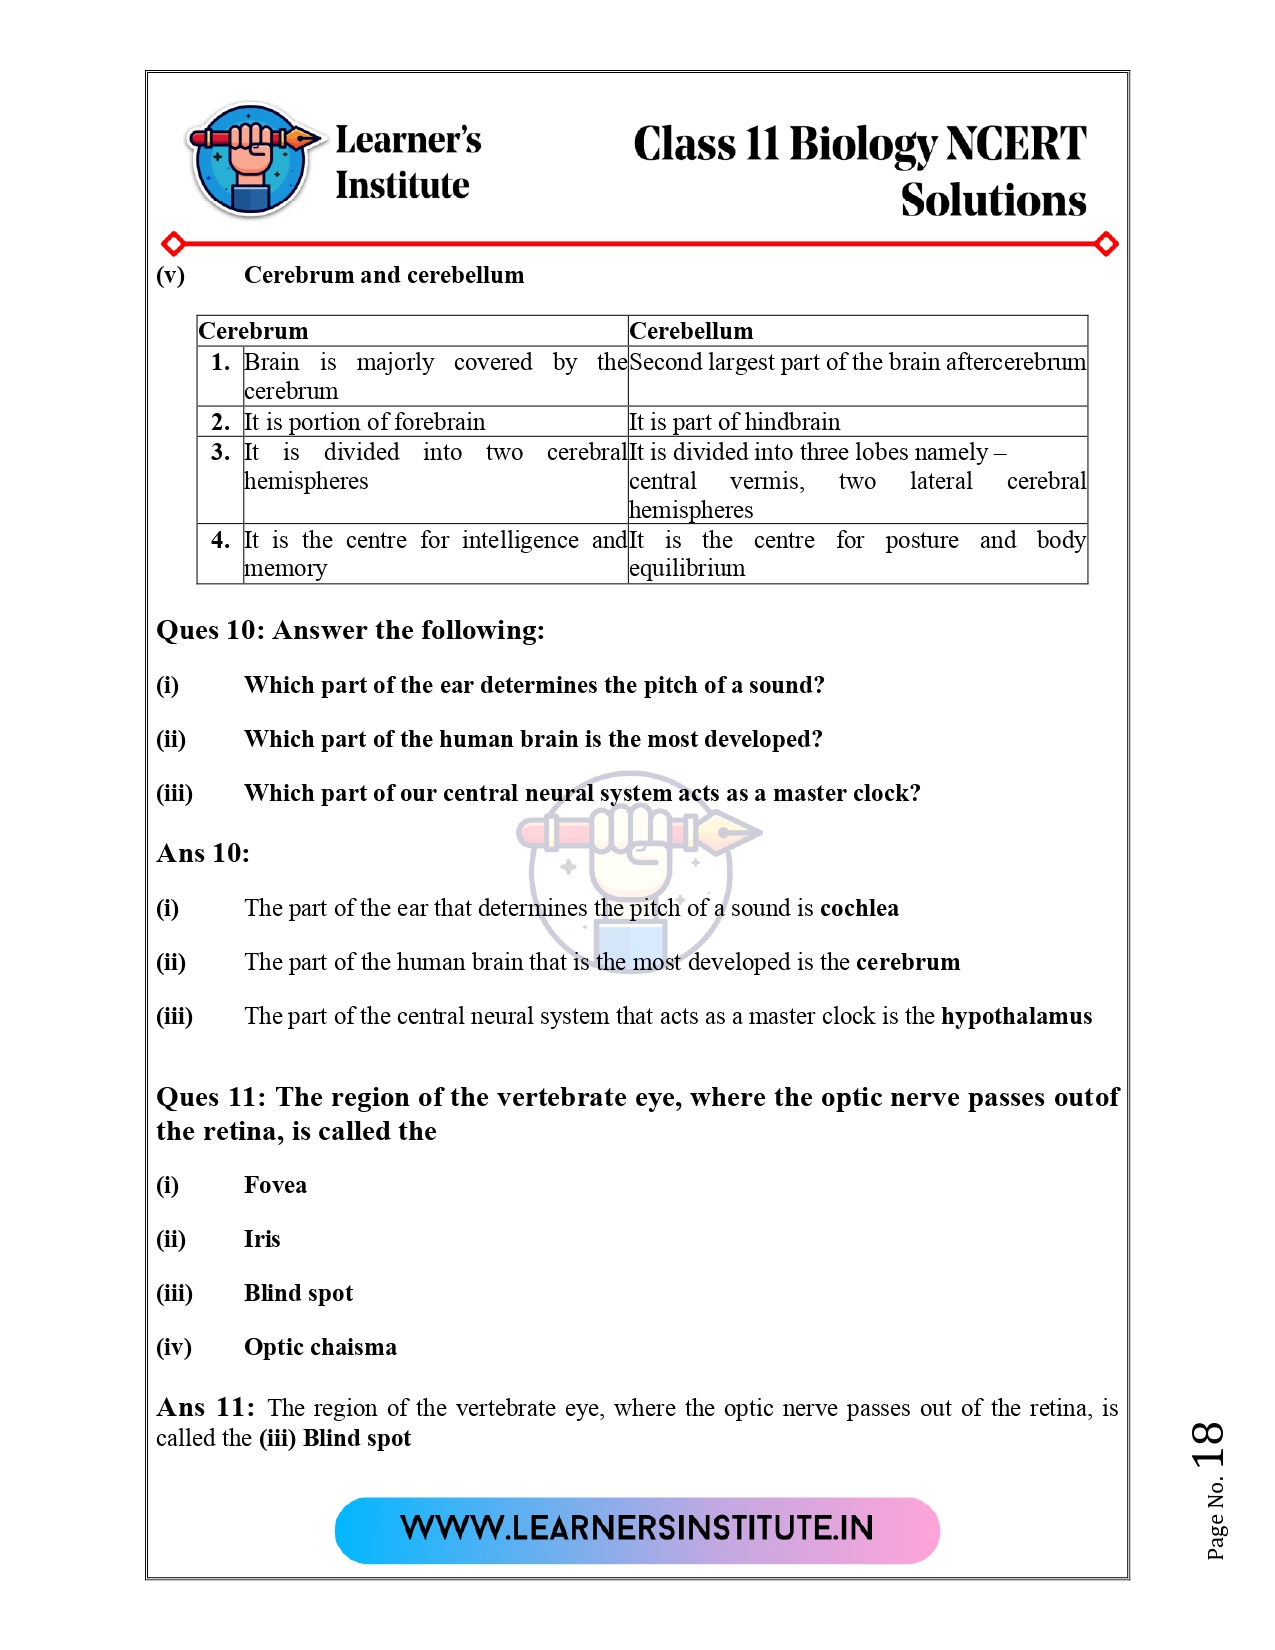 Learner's
Institute
Class 11 Biology NCERT
Solutions
(v) Cerebrum and cerebellum
Cerebrum Cerebellum
1. Brain is majorly covered by the Second largest part of the brain aftercerebrum
cerebrum
2. It is portion of forebrain It is part of hindbrain
3. It is divided into two cerebral It is divided into three lobes namely –
hemispheres central vermis, two lateral cerebral
hemispheres
4. It is the centre for intelligence and It is the centre for posture and body
memory equilibrium
Ques 10: Answer the following:
(i) Which part of the ear determines the pitch of a sound?
(ii) Which part of the human brain is the most developed?
(iii) Which part of our central neural system acts as a master clock?
Ans 10:
(i) The part of the ear that determines the pitch of a sound is cochlea
(ii) The part of the human brain that is the most developed is the cerebrum
(iii) The part of the central neural system that acts as a master clock is the hypothalamus
Ques 11: The region of the vertebrate eye, where the optic nerve passes outof
the retina, is called the
(i) Fovea
(ii) Iris
(iii) Blind spot
(iv) Optic chaisma
Ans 11: The region of the vertebrate eye, where the optic nerve passes out of the retina, is
called the (iii) Blind spot
WWW.LEARNERSINSTITUTE.IN
Page No. 18